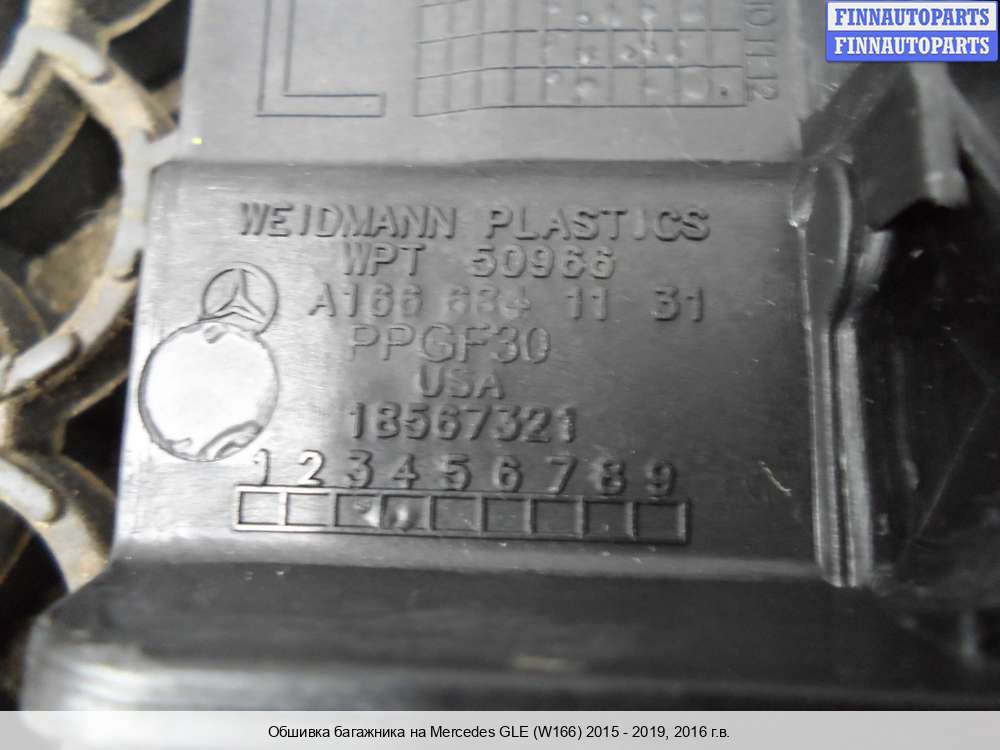 FINNAUTOPARTS
FINNAUTOPARTS
WEIDMANN PLASTICS
WPT 50966
A166 684 11 31
PPGF30
USA
18567321
1 2 3 4 5 6 7 8 9
Обшивка багажника на Mercedes GLE (W166) 2015 - 2019, 2016 г.в.